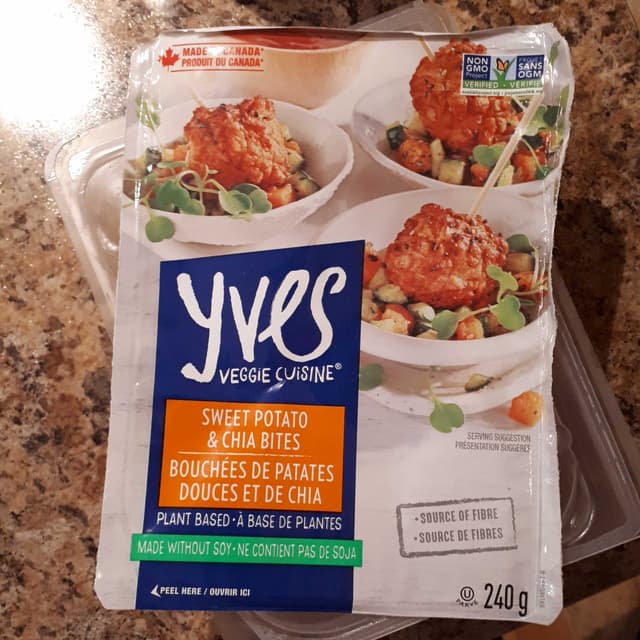 MADE IN CANADA*
PRODUIT DU CANADA*
NON
GMO
Project
VERIFIED
PROJET
SANS
OGM
VÉRIFIÉ
yves
VEGGIE CUISINE®
SWEET POTATO
& CHIA BITES
BOUCHÉES DE PATATES
DOUCES ET DE CHIA
PLANT BASED • À BASE DE PLANTES
MADE WITHOUT SOY • NE CONTIENT PAS DE SOJA
PEEL HERE / OUVRIR ICI
SERVING SUGGESTION
PRÉSENTATION SUGGÉRÉE
• SOURCE OF FIBRE
• SOURCE DE FIBRES
U
PARVE
240 g